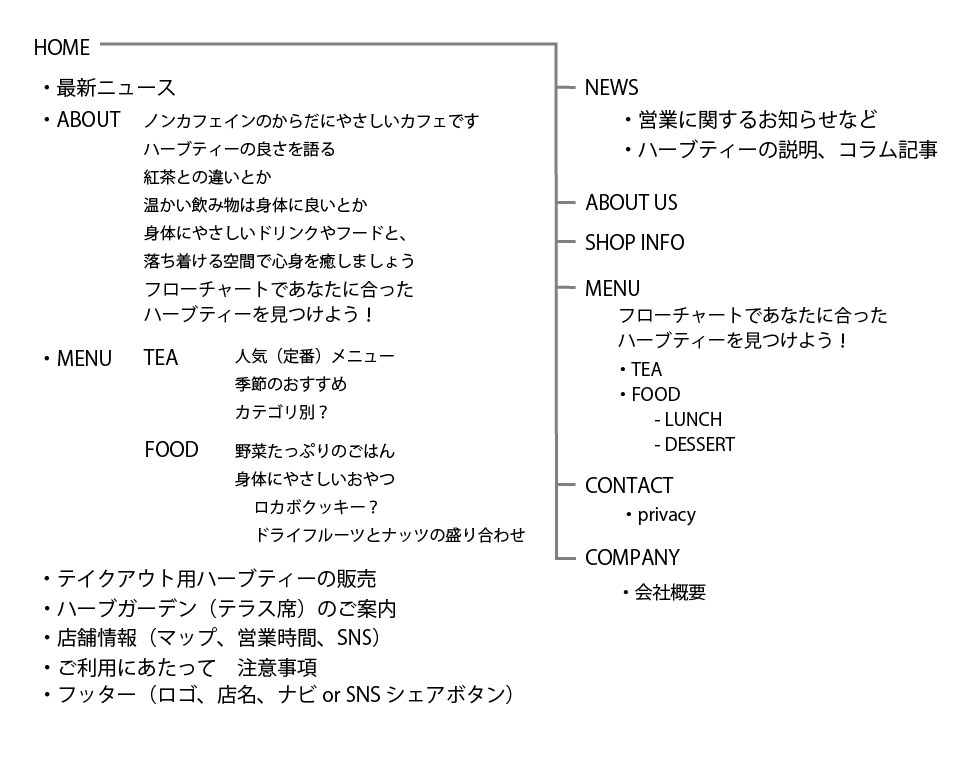 HOME
・最新ニュース
・ABOUT ノンカフェインのからだにやさしいカフェです
ハーブティーの良さを語る
紅茶との違いとか
温かい飲み物は身体に良いとか
身体にやさしいドリンクやフードと、
落ち着ける空間で心身を癒しましょう
フローチャートであなたに合った
ハーブティーを見つけよう！
・MENU TEA 人気（定番）メニュー
季節のおすすめ
カテゴリ別？
FOOD 野菜たっぷりのごはん
身体にやさしいおやつ
ロカボクッキー？
ドライフルーツとナッツの盛り合わせ
・テイクアウト用ハーブティーの販売
・ハーブガーデン（テラス席）のご案内
・店舗情報（マップ、営業時間、SNS）
・ご利用にあたって　注意事項
・フッター（ロゴ、店名、ナビ or SNS シェアボタン）
NEWS
・営業に関するお知らせなど
・ハーブティーの説明、コラム記事
ABOUT US
SHOP INFO
MENU
フローチャートであなたに合った
ハーブティーを見つけよう！
・TEA
・FOOD
- LUNCH
- DESSERT
CONTACT
・privacy
COMPANY
・会社概要